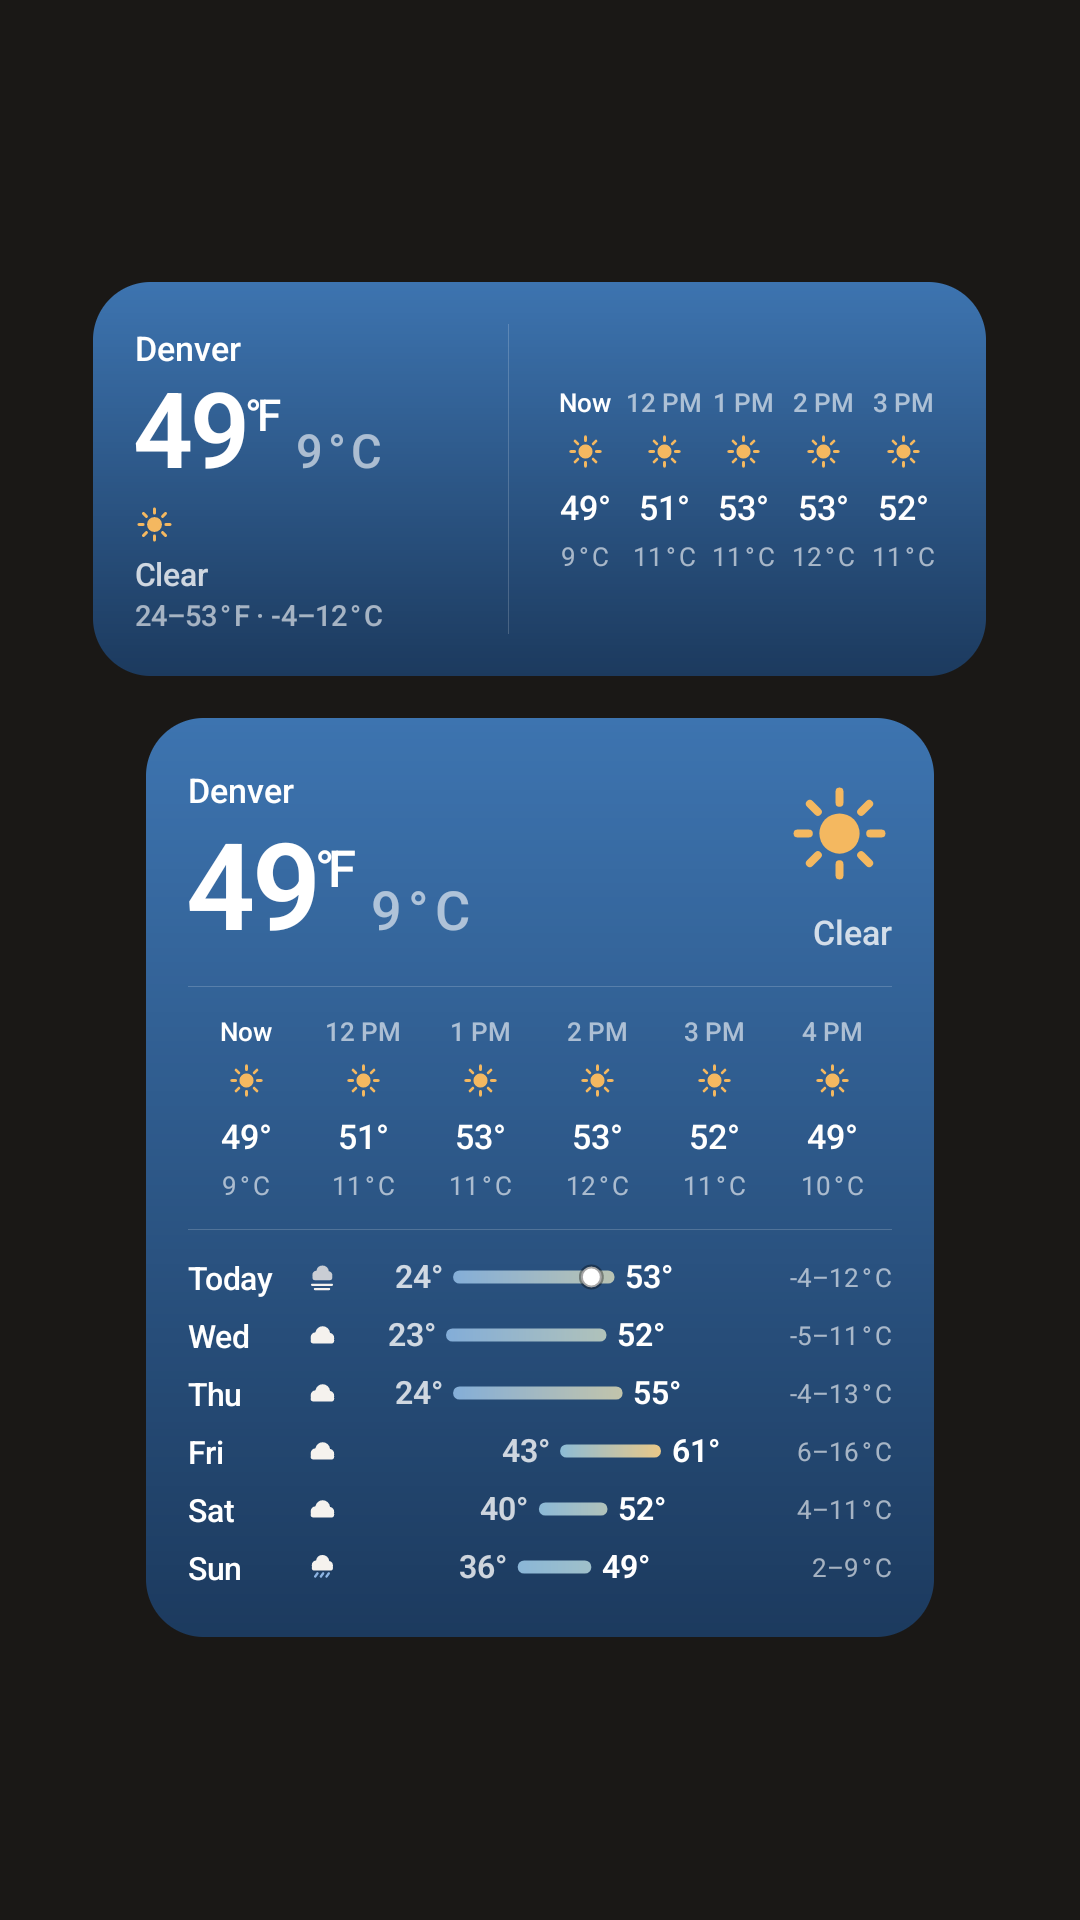 Denver
49°F 9°C
Clear
24–53°F · -4–12°C
Now 12 PM 1 PM 2 PM 3 PM
49° 51° 53° 53° 52°
9°C 11°C 11°C 12°C 11°C
Denver
49°F 9°C
Clear
Now 12 PM 1 PM 2 PM 3 PM 4 PM
49° 51° 53° 53° 52° 49°
9°C 11°C 11°C 12°C 11°C 10°C
Today 24° 53° -4–12°C
Wed 23° 52° -5–11°C
Thu 24° 55° -4–13°C
Fri 43° 61° 6–16°C
Sat 40° 52° 4–11°C
Sun 36° 49° 2–9°C